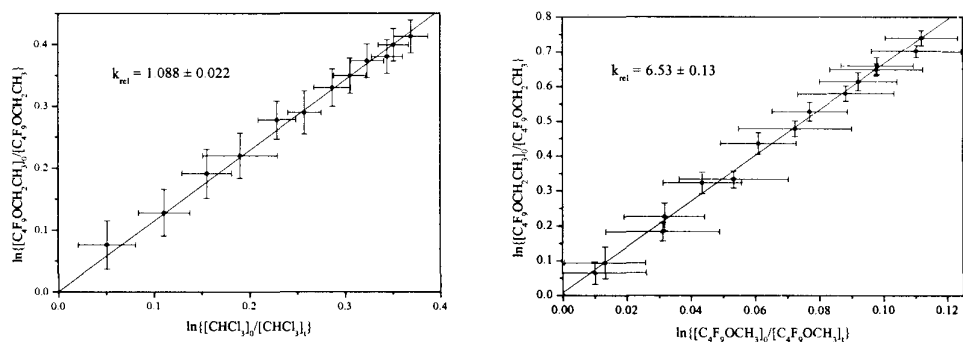 ln{[C₄F₉OCH₂CH₃]₀/[C₄F₉OCH₂CH₃]}
0.4
0.3
0.2
0.1
0.0
k_rel = 1.088 ± 0.022
0.0 0.1 0.2 0.3 0.4
ln{[CHCl₃]₀/[CHCl₃]ₜ}
ln{[C₄F₉OCH₂CH₃]₀/[C₄F₉OCH₂CH₃]}
0.8
0.7
0.6
0.5
0.4
0.3
0.2
0.1
0.0
k_rel = 6.53 ± 0.13
0.00 0.02 0.04 0.06 0.08 0.10 0.12
ln{[C₄F₉OCH₃]₀/[C₄F₉OCH₃]ₜ}